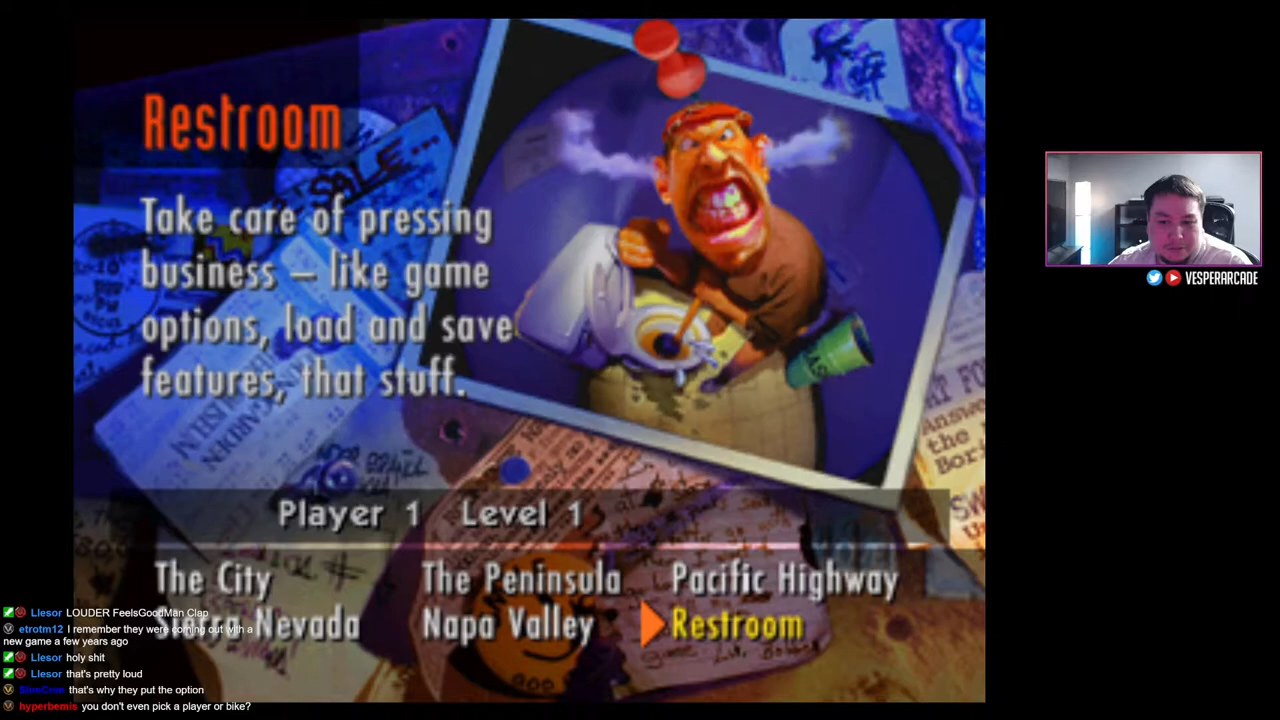 Restroom
SALE...
Take care of pressing
business – like game
options, load and save
features, that stuff.
VESPERARCADE
Player 1 Level 1
The City The Peninsula Pacific Highway
Sierra Nevada Napa Valley Restroom
Llesor LOUDER FeelsGoodMan Clap
etrotm12 I remember they were coming out with a
new game a few years ago
Llesor holy shit
Llesor that's pretty loud
that's why they put the option
hyperbemis you don't even pick a player or bike?